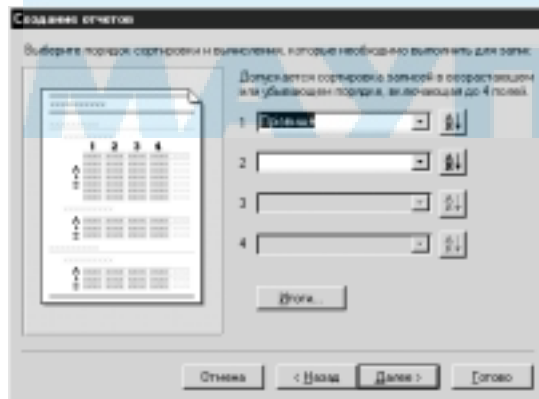 Создание отчетов
Выберите порядок сортировки и вычисления, которые необходимо выполнить для запис
Допускается сортировка записей в возрастающем
или убывающем порядке, включающая до 4 полей.
1
2
3
4
1 2 3 4
Итоги...
Отмена
< Назад
Далее >
Готово